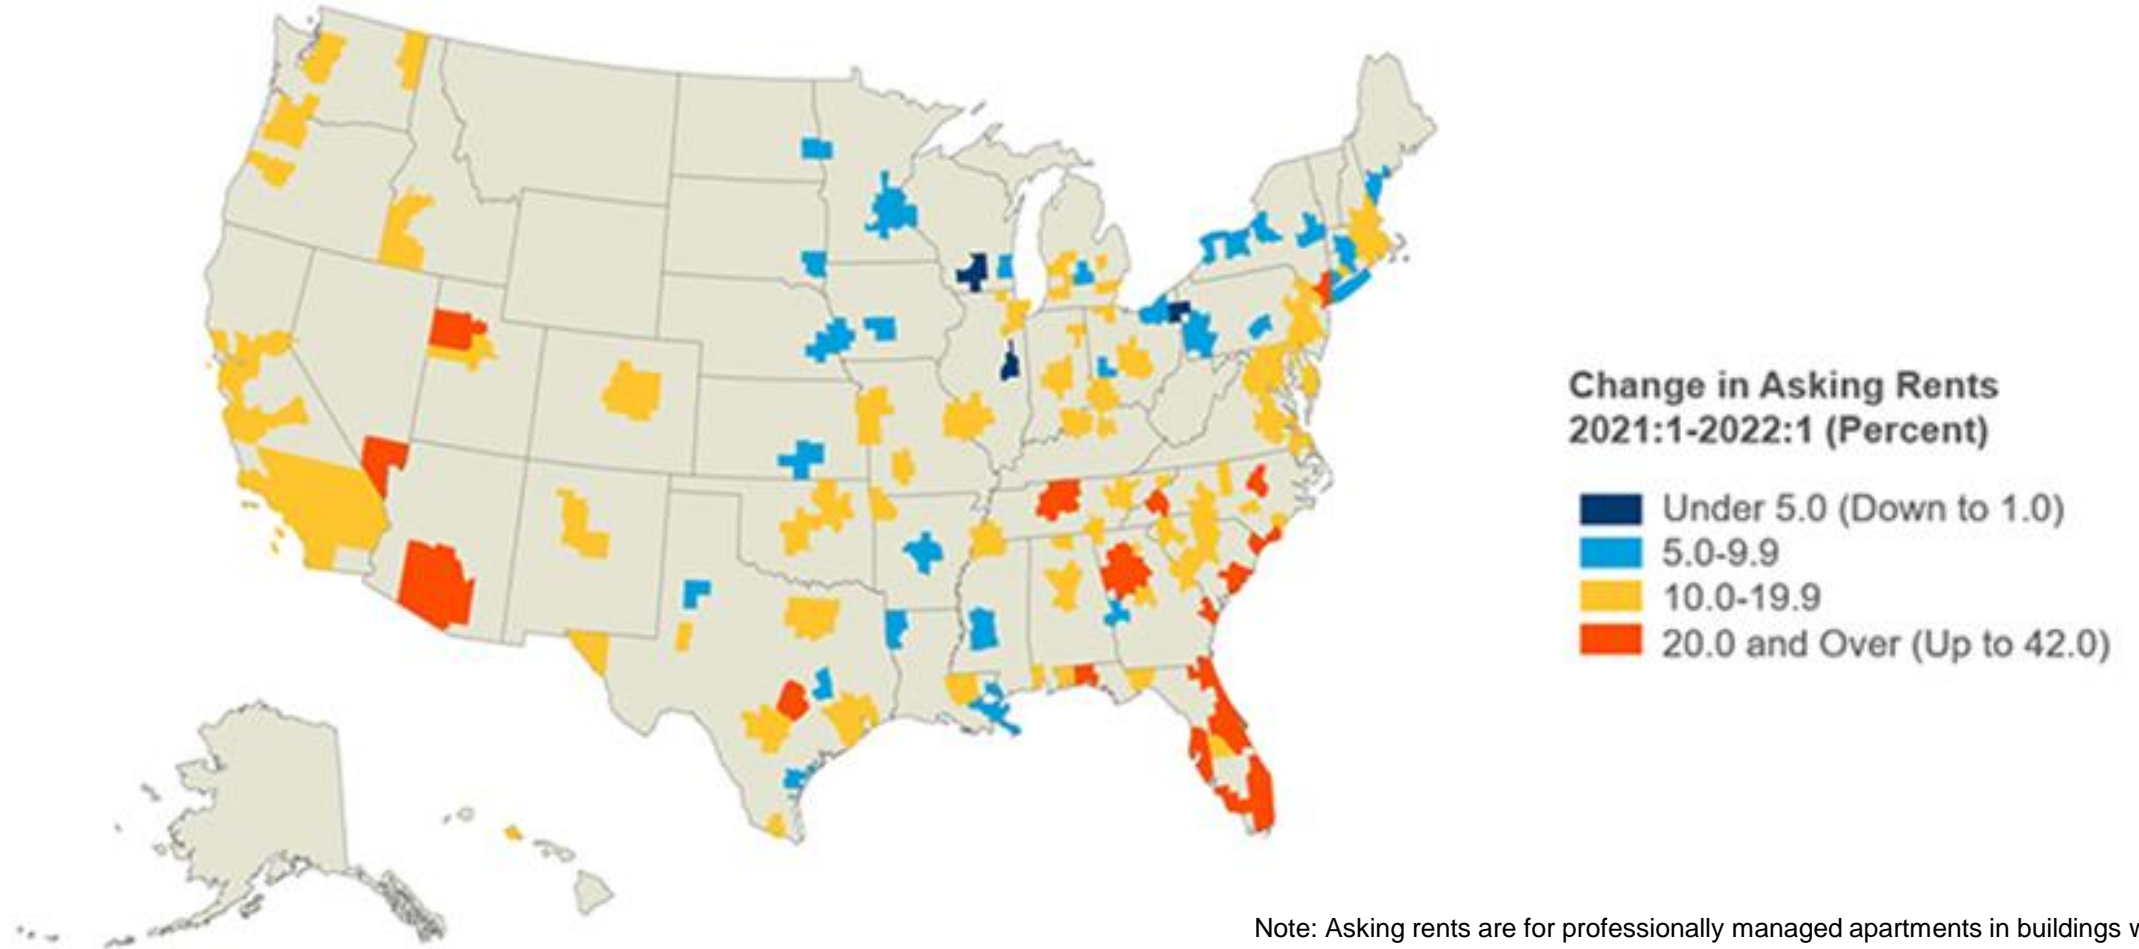 Change in Asking Rents
2021:1-2022:1 (Percent)
Under 5.0 (Down to 1.0)
5.0-9.9
10.0-19.9
20.0 and Over (Up to 42.0)
Note: Asking rents are for professionally managed apartments in buildings